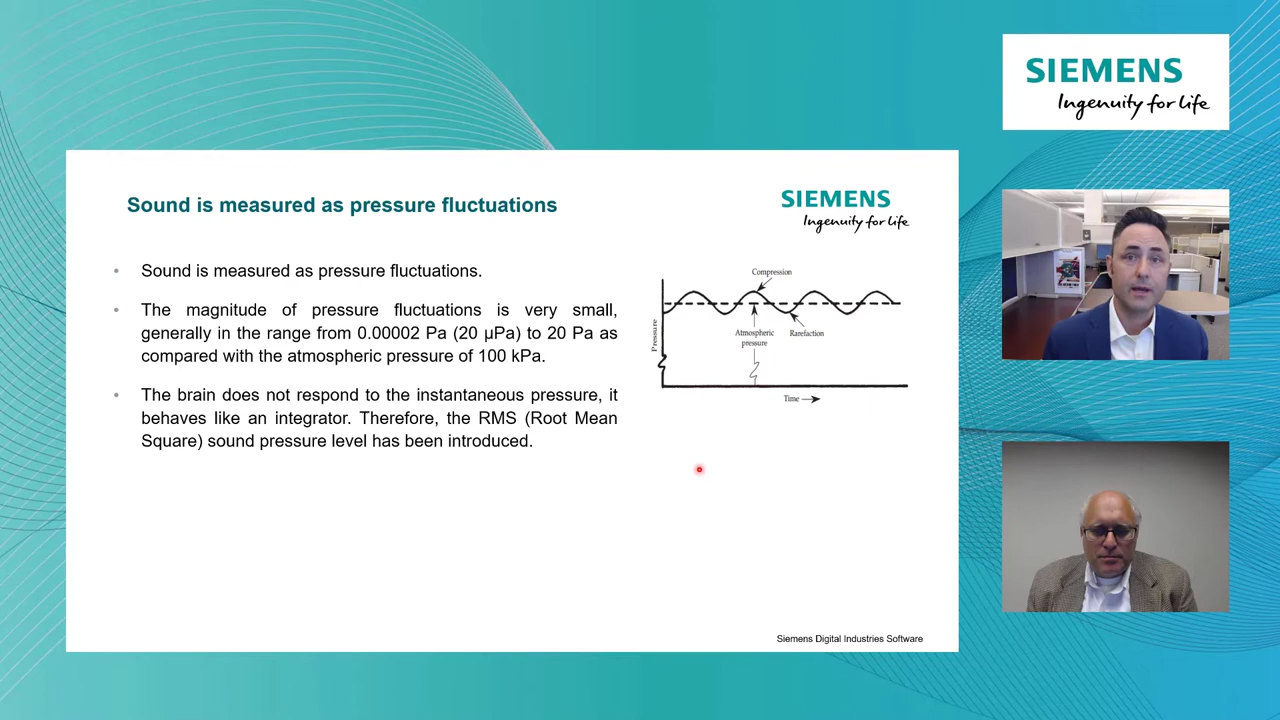 SIEMENS
Ingenuity for life
Sound is measured as pressure fluctuations
SIEMENS
Ingenuity for life
• Sound is measured as pressure fluctuations.
• The magnitude of pressure fluctuations is very small,
generally in the range from 0.00002 Pa (20 µPa) to 20 Pa as
compared with the atmospheric pressure of 100 kPa.
• The brain does not respond to the instantaneous pressure, it
behaves like an integrator. Therefore, the RMS (Root Mean
Square) sound pressure level has been introduced.
Compression
Pressure
Atmospheric
pressure
Rarefaction
Time
Siemens Digital Industries Software